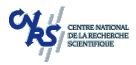 CNRS
CENTRE NATIONAL
DE LA RECHERCHE
SCIENTIFIQUE